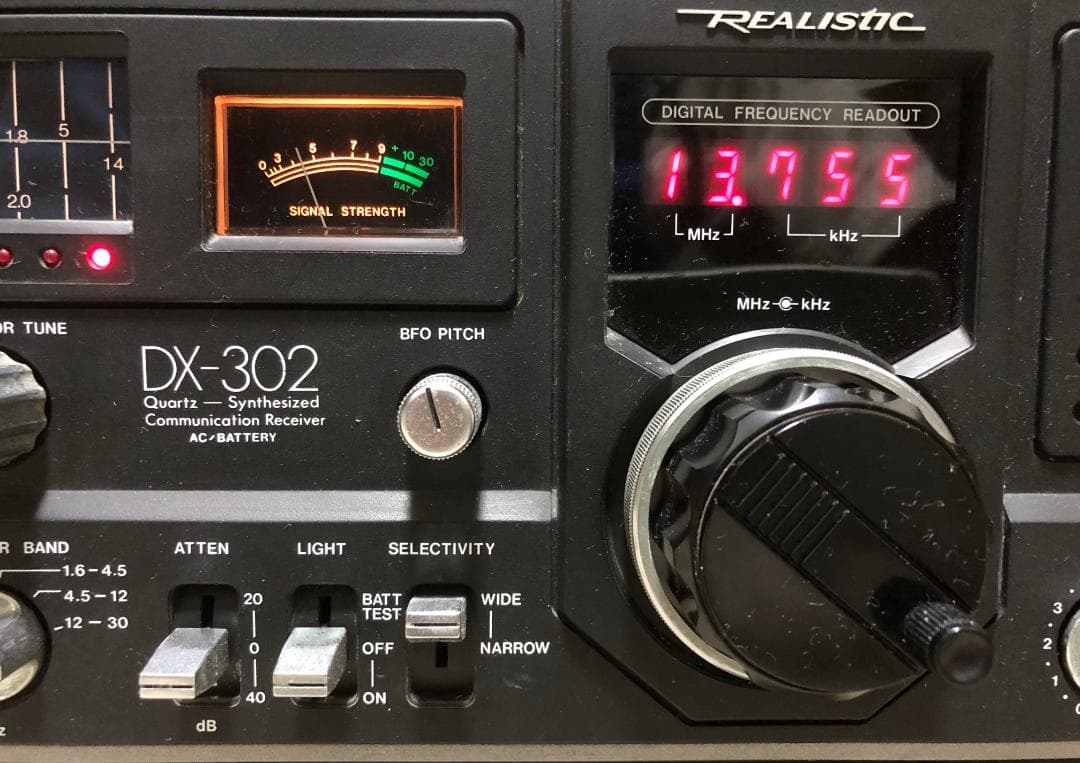 REALISTIC
DIGITAL FREQUENCY READOUT
13.755
MHz kHz
MHz kHz
1.8 5
14
2.0
0 3 5 7 9 + 10 30
BATT
SIGNAL STRENGTH
TUNE
BFO PITCH
DX-302
Quartz — Synthesized
Communication Receiver
AC/BATTERY
BAND
1.6 – 4.5
4.5 – 12
12 – 30
ATTEN
20
0
40
dB
LIGHT
BATT
TEST
OFF
ON
SELECTIVITY
WIDE
NARROW
3
2
1